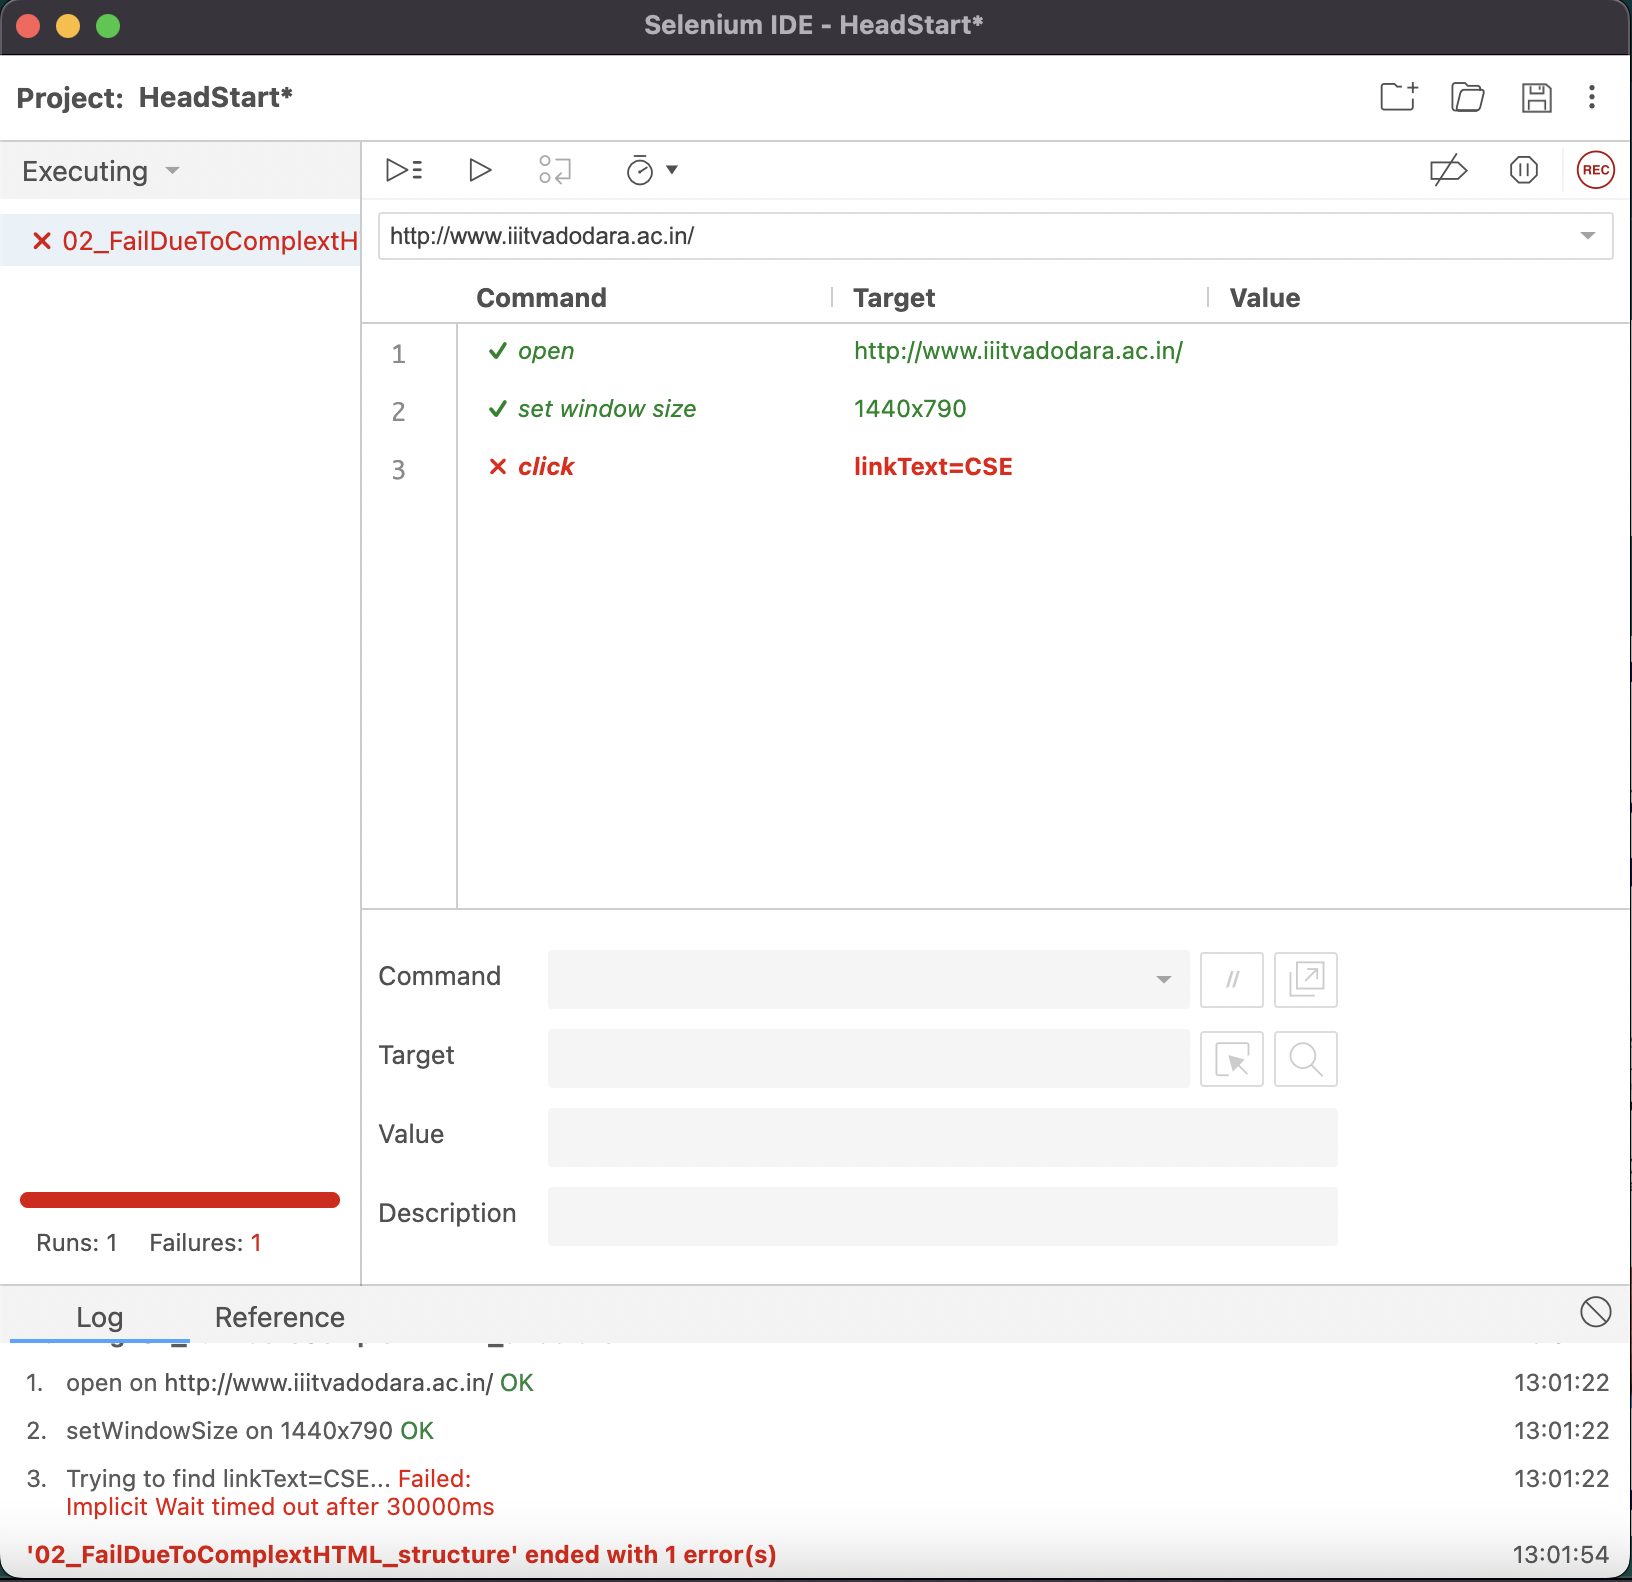 Selenium IDE - HeadStart*
Project: HeadStart*
Executing
REC
02_FailDueToComplextH
http://www.iiitvadodara.ac.in/
Command Target Value
1 open http://www.iiitvadodara.ac.in/
2 set window size 1440x790
3 click linkText=CSE
Command //
Target
Value
Description
Runs: 1 Failures: 1
Log Reference
1. open on http://www.iiitvadodara.ac.in/ OK 13:01:22
2. setWindowSize on 1440x790 OK 13:01:22
3. Trying to find linkText=CSE... Failed: 13:01:22
Implicit Wait timed out after 30000ms
'02_FailDueToComplextHTML_structure' ended with 1 error(s) 13:01:54